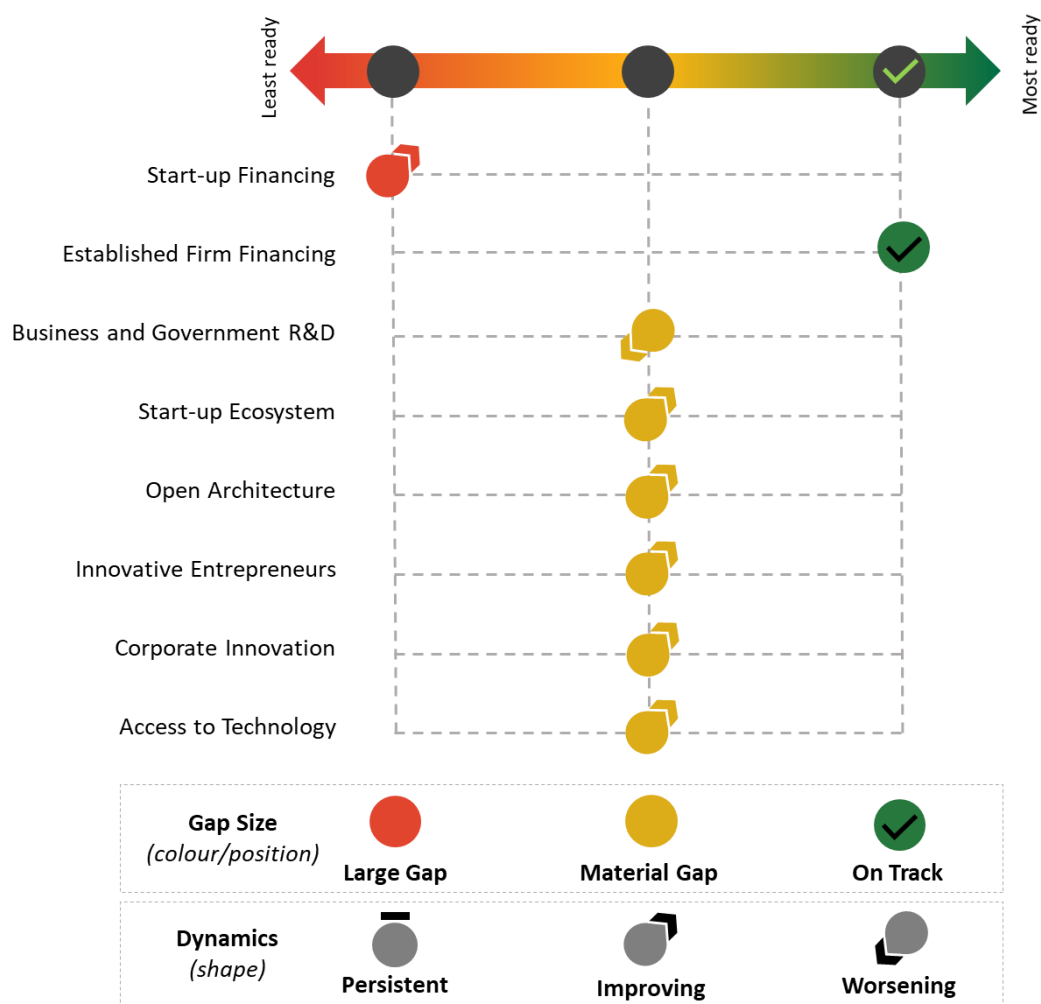 Least ready
Most ready
Start-up Financing
Established Firm Financing
Business and Government R&D
Start-up Ecosystem
Open Architecture
Innovative Entrepreneurs
Corporate Innovation
Access to Technology
Gap Size
(colour/position)
Large Gap
Material Gap
On Track
Dynamics
(shape)
Persistent
Improving
Worsening